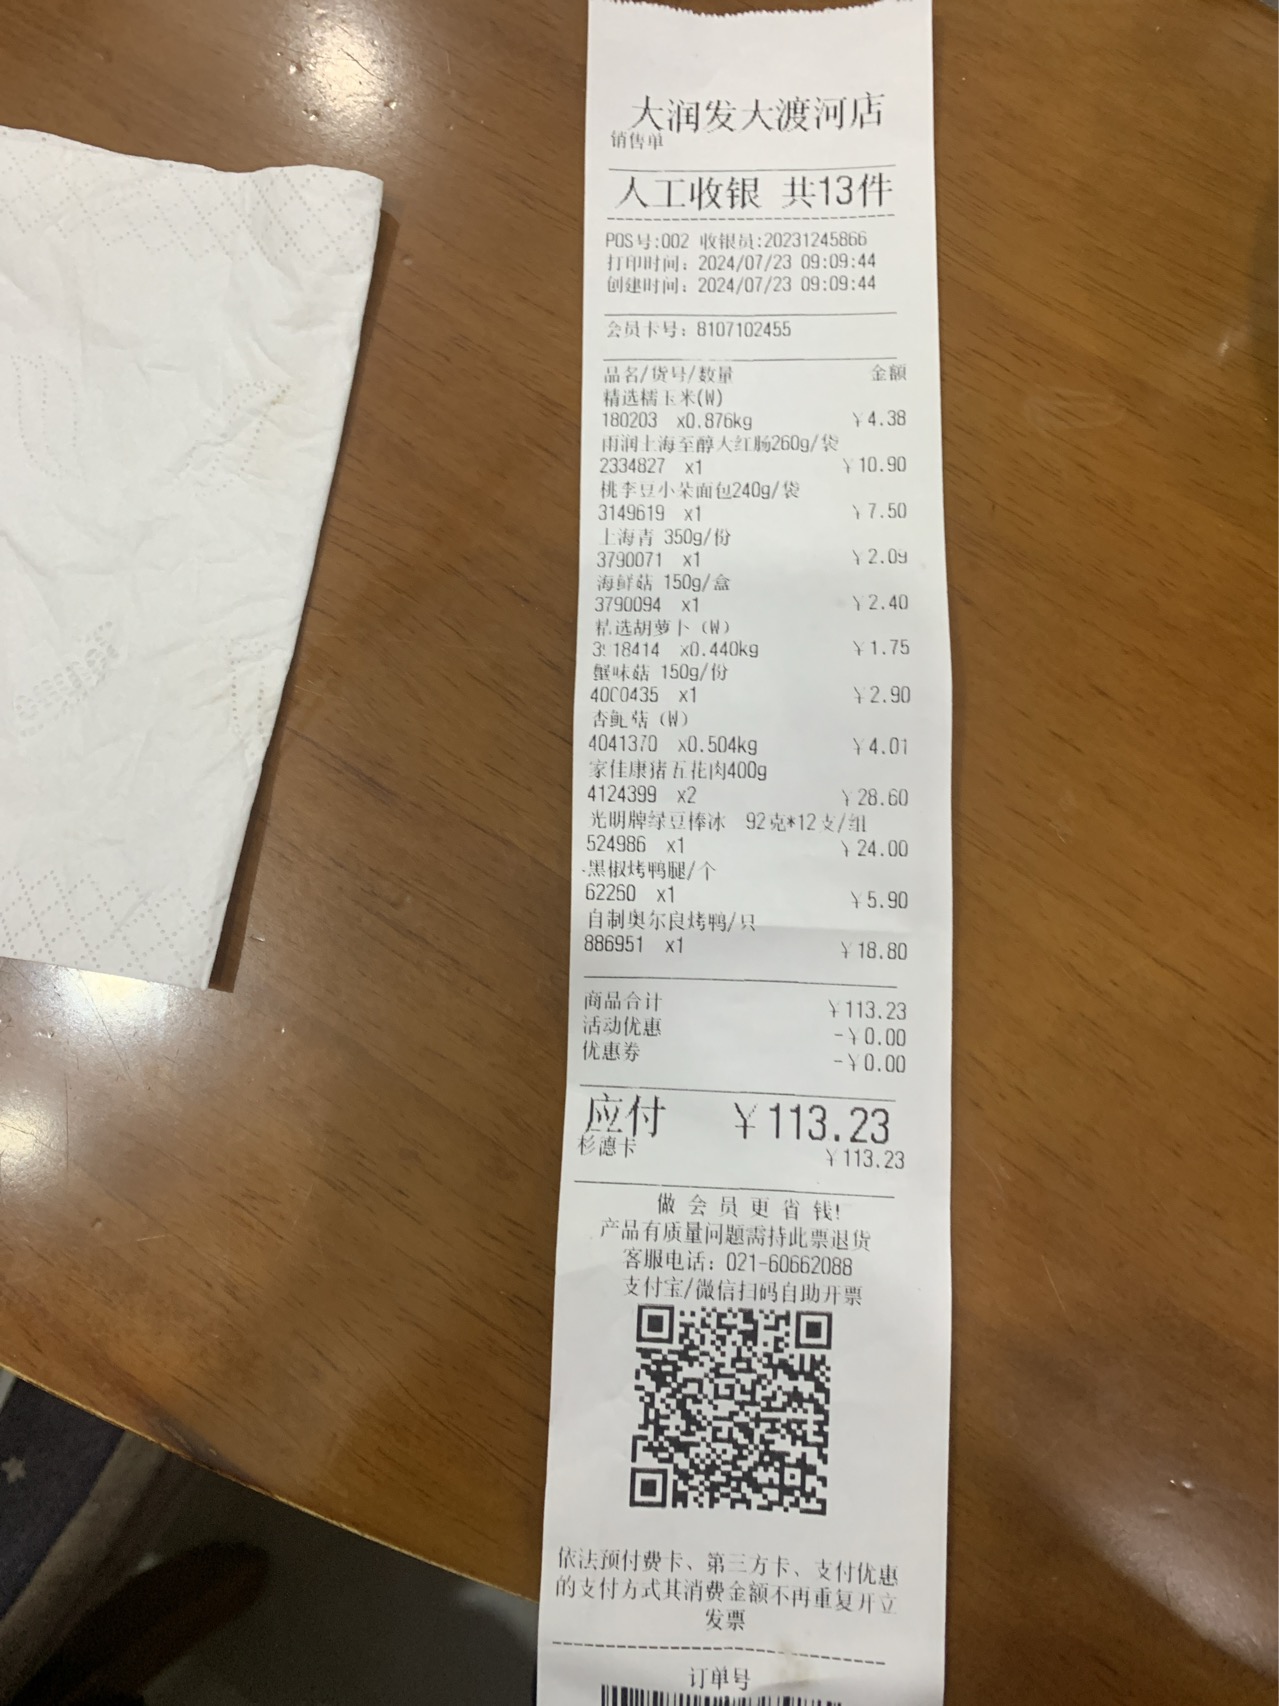 大润发大渡河店
销售单
人工收银 共13件
POS号:002 收银员:20231245866
打印时间: 2024/07/23 09:09:44
创建时间: 2024/07/23 09:09:44
会员卡号: 8107102455
品名/货号/数量 金额
精选糯玉米(W)
180203 x0.876kg ¥4.38
雨润上海至醇大红肠260g/袋
2334827 x1 ¥10.90
桃李豆小朵面包240g/袋
3149619 x1 ¥7.50
上海青 350g/份
3790071 x1 ¥2.09
海鲜菇 150g/盒
3790094 x1 ¥2.40
精选胡萝卜 (W)
18414 x0.440kg ¥1.75
蟹味菇 150g/份
4000435 x1 ¥2.90
杏鲍菇 (W)
4041370 x0.504kg ¥4.01
家佳康猪五花肉400g
4124399 x2 ¥28.60
光明牌绿豆棒冰 92克*12支/组
524986 x1 ¥24.00
黑椒烤鸭腿/个
62260 x1 ¥5.90
自制奥尔良烤鸭/只
886951 x1 ¥18.80
商品合计 ¥113.23
活动优惠 -¥0.00
优惠券 -¥0.00
应付 ¥113.23
杉德卡 ¥113.23
做会员更省钱!
产品有质量问题需持此票退货
客服电话: 021-60662088
支付宝/微信扫码自助开票
依法预付费卡、第三方卡、支付优惠
的支付方式其消费金额不再重复开立
发票
订单号